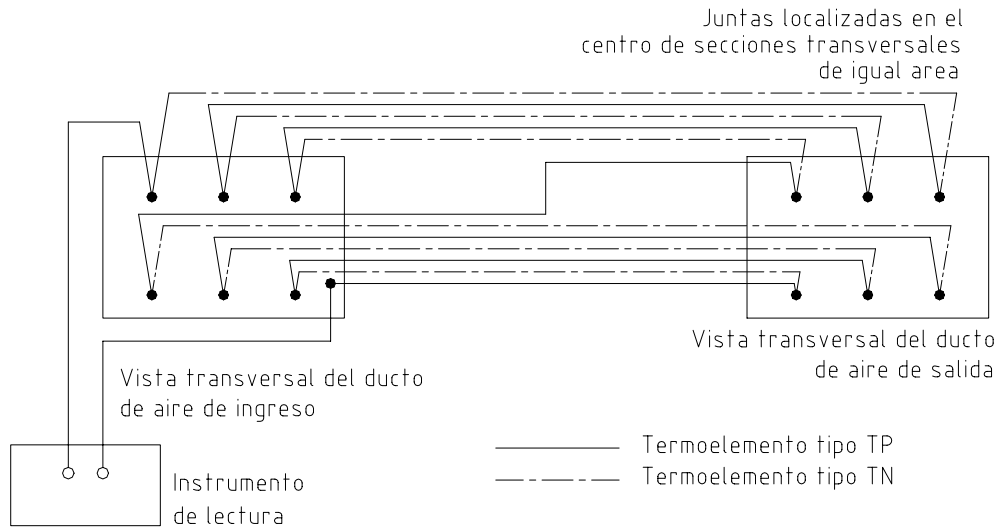 Juntas localizadas en el
centro de secciones transversales
de igual area
Vista transversal del ducto
de aire de salida
Vista transversal del ducto
de aire de ingreso
Termoelemento tipo TP
Termoelemento tipo TN
Instrumento
de lectura